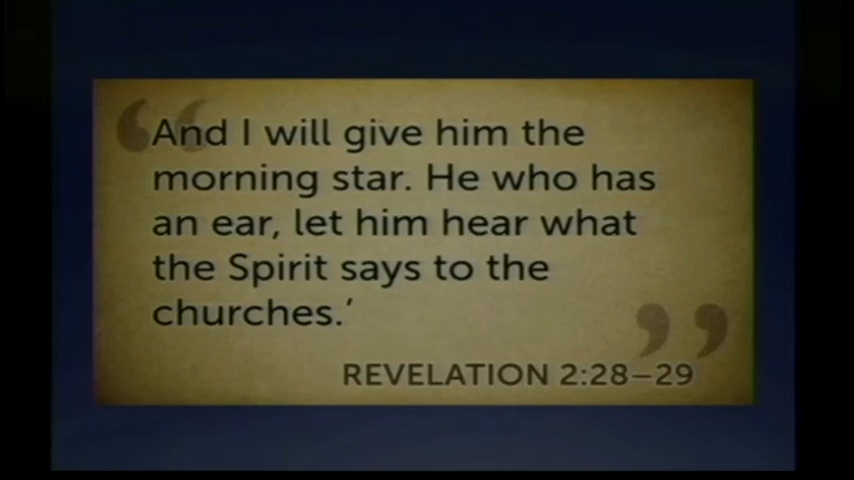 “And I will give him the
morning star. He who has
an ear, let him hear what
the Spirit says to the
churches.’”
REVELATION 2:28–29